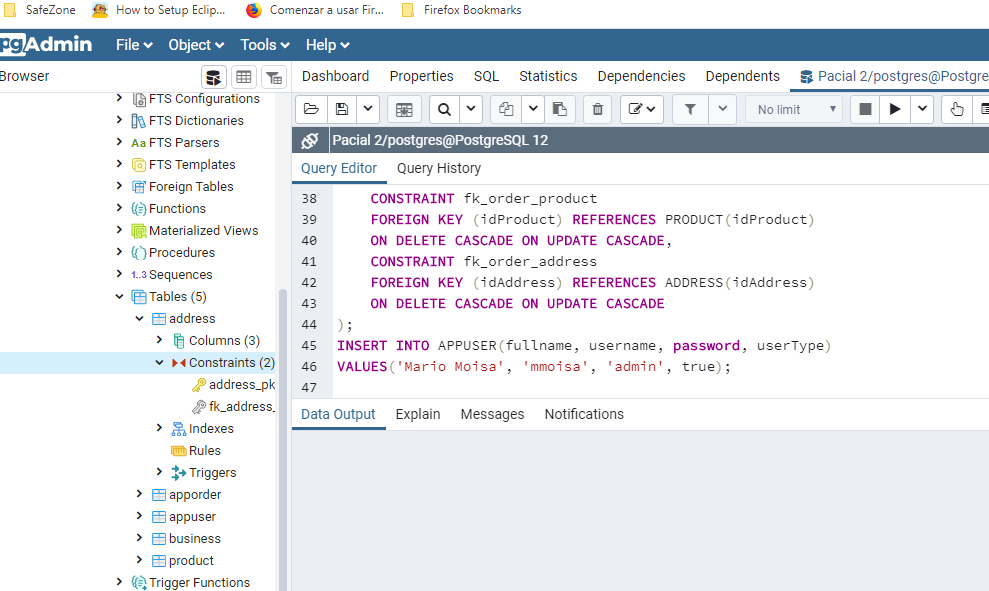 SafeZone How to Setup Eclip... Comenzar a usar Fir... Firefox Bookmarks
pgAdmin File Object Tools Help
Browser
Dashboard Properties SQL Statistics Dependencies Dependents Pacial 2/postgres@Postgre
FTS Configurations
FTS Dictionaries
Aa FTS Parsers
FTS Templates
Foreign Tables
Functions
Materialized Views
Procedures
1..3 Sequences
Tables (5)
address
Columns (3)
Constraints (2)
address_pk
fk_address_
Indexes
Rules
Triggers
apporder
appuser
business
product
Trigger Functions
No limit
Pacial 2/postgres@PostgreSQL 12
Query Editor Query History
38 CONSTRAINT fk_order_product
39 FOREIGN KEY (idProduct) REFERENCES PRODUCT(idProduct)
40 ON DELETE CASCADE ON UPDATE CASCADE,
41 CONSTRAINT fk_order_address
42 FOREIGN KEY (idAddress) REFERENCES ADDRESS(idAddress)
43 ON DELETE CASCADE ON UPDATE CASCADE
44 );
45 INSERT INTO APPUSER(fullname, username, password, userType)
46 VALUES('Mario Moisa', 'mmoisa', 'admin', true);
47
Data Output Explain Messages Notifications